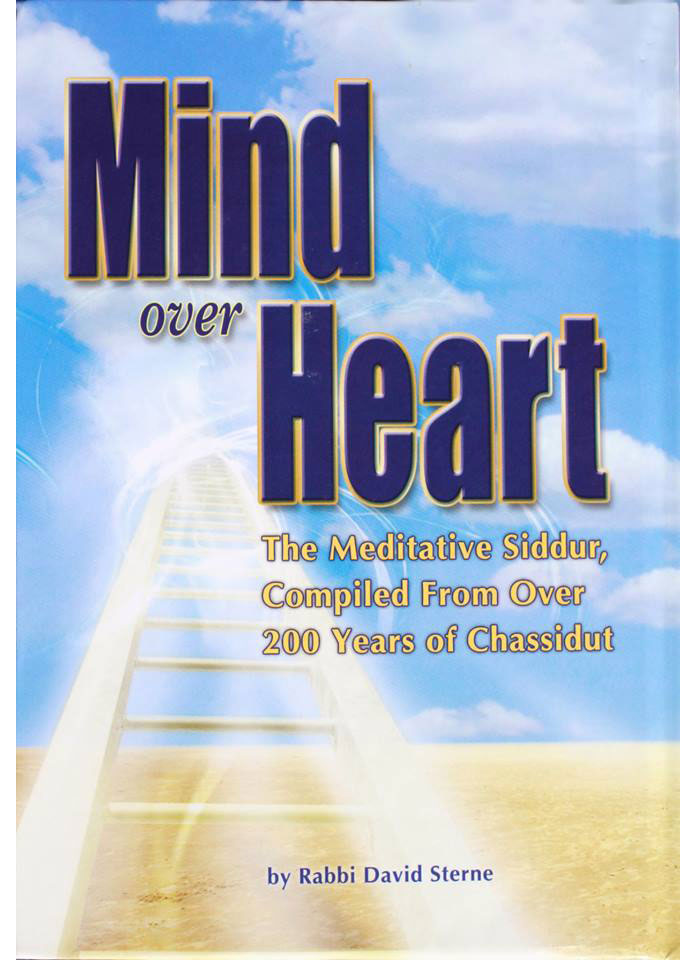 Mind
over
Heart
The Meditative Siddur,
Compiled From Over
200 Years of Chassidut
by Rabbi David Sterne